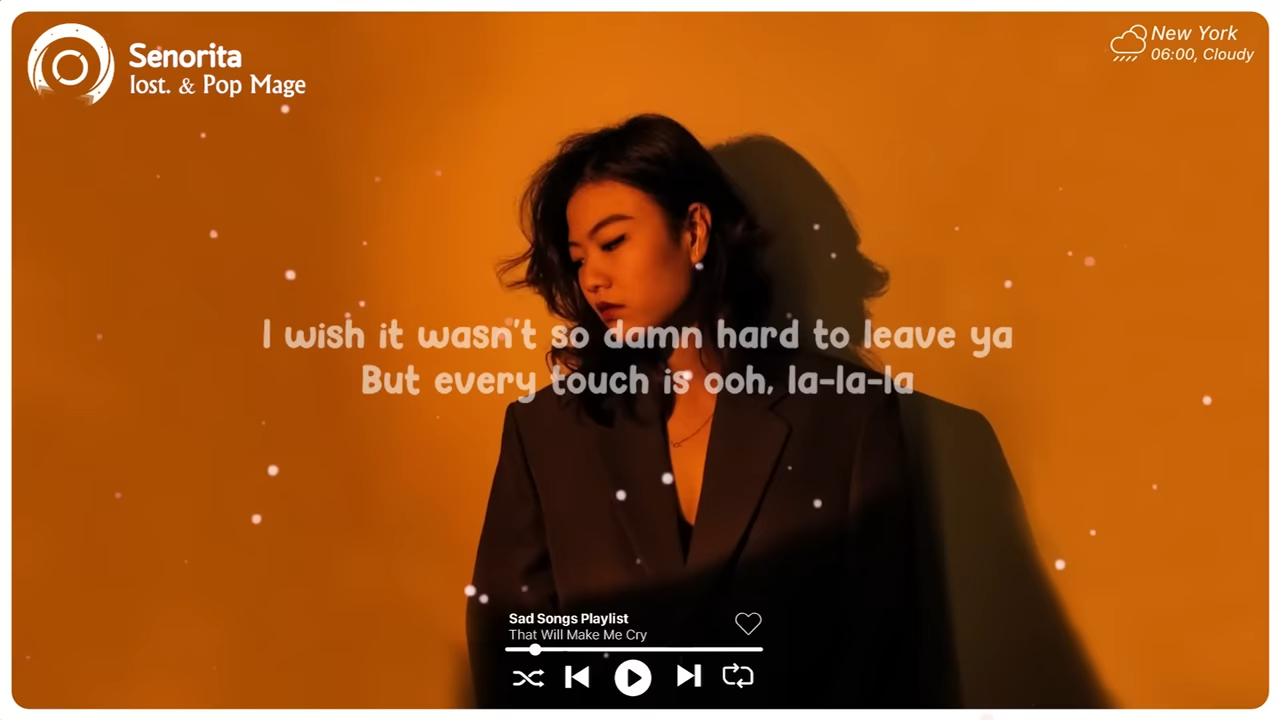 Senorita
lost. & Pop Mage
New York
06:00, Cloudy
I wish it wasn't so damn hard to leave ya
But every touch is ooh, la-la-la
Sad Songs Playlist
That Will Make Me Cry